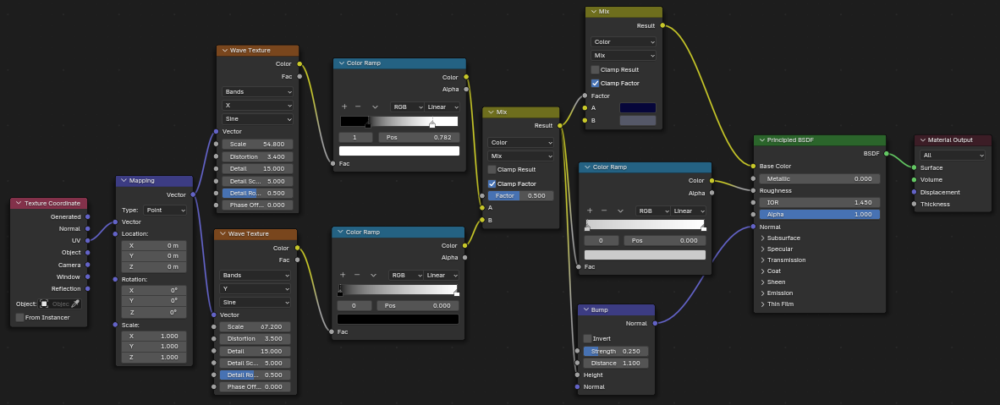 Texture Coordinate
Generated
Normal
UV
Object
Camera
Window
Reflection
Object:
Objec
From Instancer
Mapping
Vector
Type: Point
Vector
Location:
X 0 m
Y 0 m
Z 0 m
Rotation:
X 0°
Y 0°
Z 0°
Scale:
X 1.000
Y 1.000
Z 1.000
Wave Texture
Color
Fac
Bands
X
Sine
Vector
Scale 54.800
Distortion 3.400
Detail 15.000
Detail Sc... 5.000
Detail Ro... 0.500
Phase Off... 0.000
Wave Texture
Color
Fac
Bands
Y
Sine
Vector
Scale 67.200
Distortion 3.500
Detail 15.000
Detail Sc... 5.000
Detail Ro... 0.500
Phase Off... 0.000
Color Ramp
Color
Alpha
RGB Linear
1 Pos 0.782
Fac
Color Ramp
Color
Alpha
RGB Linear
0 Pos 0.000
Fac
Mix
Result
Color
Mix
Clamp Result
Clamp Factor
Factor 0.500
A
B
Mix
Result
Color
Mix
Clamp Result
Clamp Factor
Factor
A
B
Color Ramp
Color
Alpha
RGB Linear
0 Pos 0.000
Fac
Bump
Normal
Invert
Strength 0.250
Distance 1.100
Height
Normal
Principled BSDF
BSDF
Base Color
Metallic 0.000
Roughness
IOR 1.450
Alpha 1.000
Normal
Subsurface
Specular
Transmission
Coat
Sheen
Emission
Thin Film
Material Output
All
Surface
Volume
Displacement
Thickness